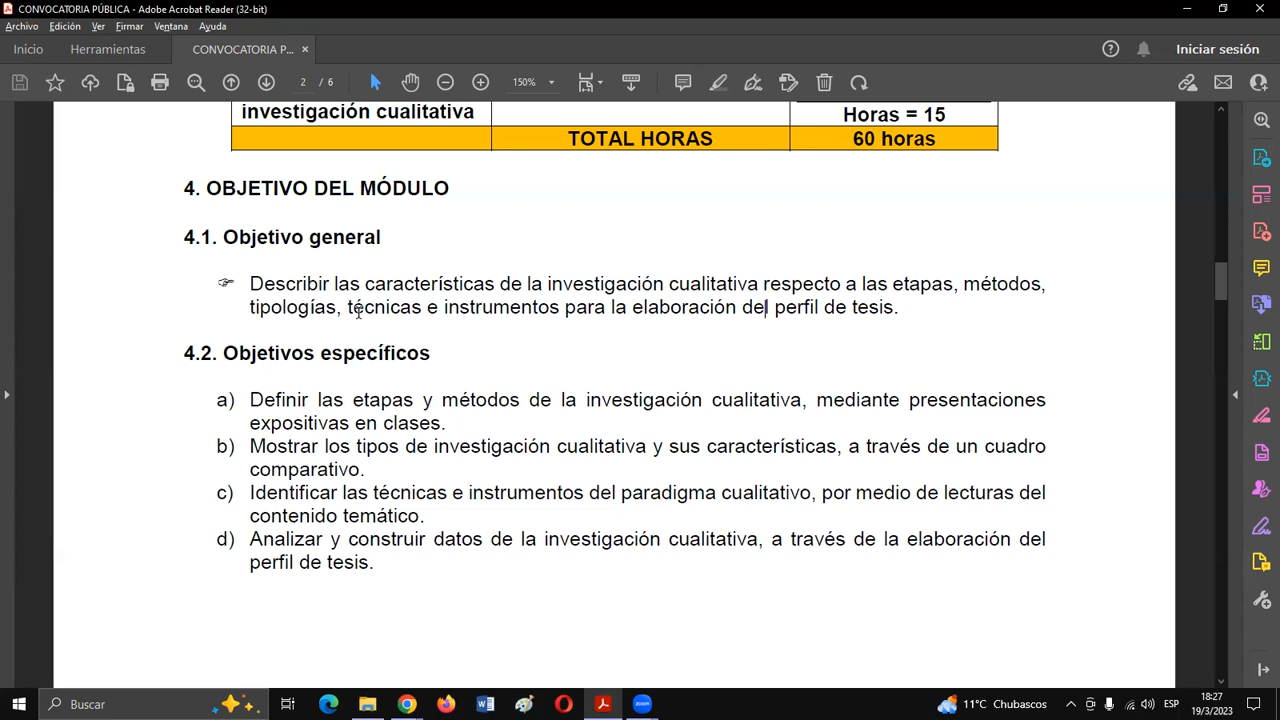 CONVOCATORIA PÚBLICA - Adobe Acrobat Reader (32-bit)
Archivo Edición Ver Firmar Ventana Ayuda
Inicio Herramientas CONVOCATORIA P... × Iniciar sesión
2 / 6 150%
investigación cualitativa Horas = 15
TOTAL HORAS 60 horas
4. OBJETIVO DEL MÓDULO
4.1. Objetivo general
☞ Describir las características de la investigación cualitativa respecto a las etapas, métodos,
tipologías, técnicas e instrumentos para la elaboración del perfil de tesis.
4.2. Objetivos específicos
a) Definir las etapas y métodos de la investigación cualitativa, mediante presentaciones
expositivas en clases.
b) Mostrar los tipos de investigación cualitativa y sus características, a través de un cuadro
comparativo.
c) Identificar las técnicas e instrumentos del paradigma cualitativo, por medio de lecturas del
contenido temático.
d) Analizar y construir datos de la investigación cualitativa, a través de la elaboración del
perfil de tesis.
Buscar 11°C Chubascos ESP 18:27
19/3/2023